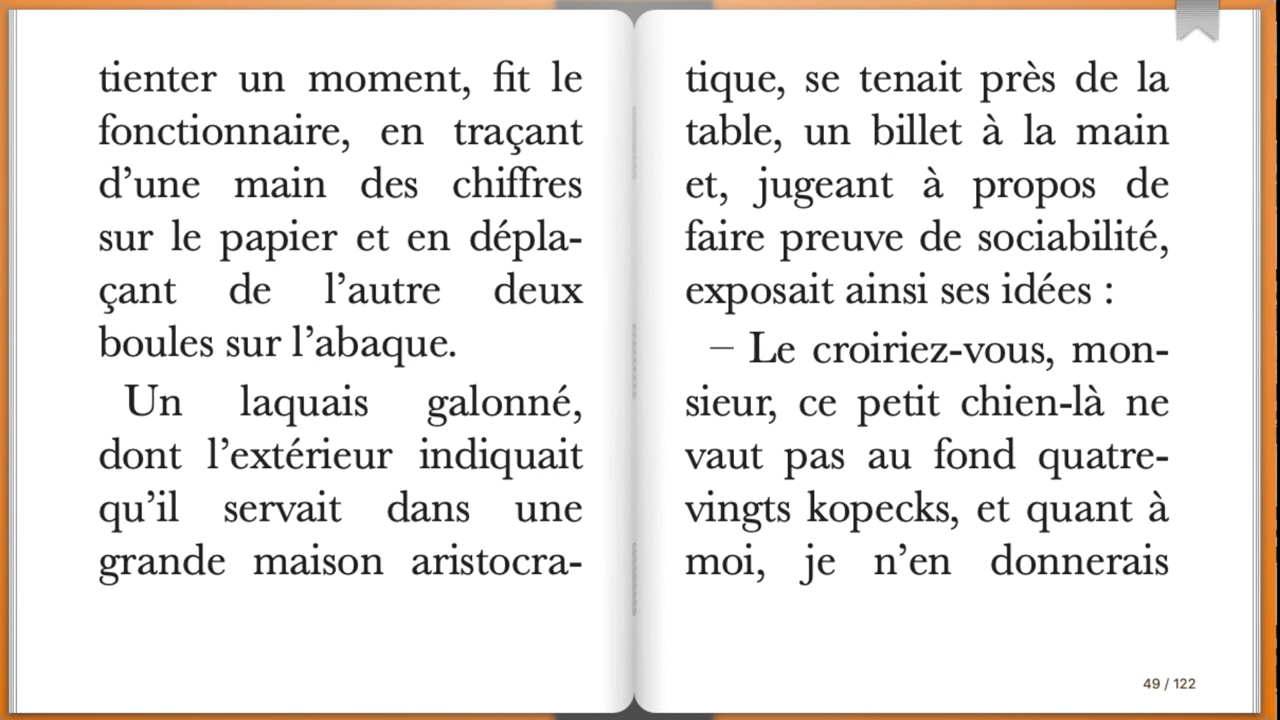 tienter un moment, fit le
fonctionnaire, en traçant
d’une main des chiffres
sur le papier et en dépla-
çant de l’autre deux
boules sur l’abaque.
Un laquais galonné,
dont l’extérieur indiquait
qu’il servait dans une
grande maison aristocra-
tique, se tenait près de la
table, un billet à la main
et, jugeant à propos de
faire preuve de sociabilité,
exposait ainsi ses idées :
– Le croiriez-vous, mon-
sieur, ce petit chien-là ne
vaut pas au fond quatre-
vingts kopecks, et quant à
moi, je n’en donnerais
49 / 122